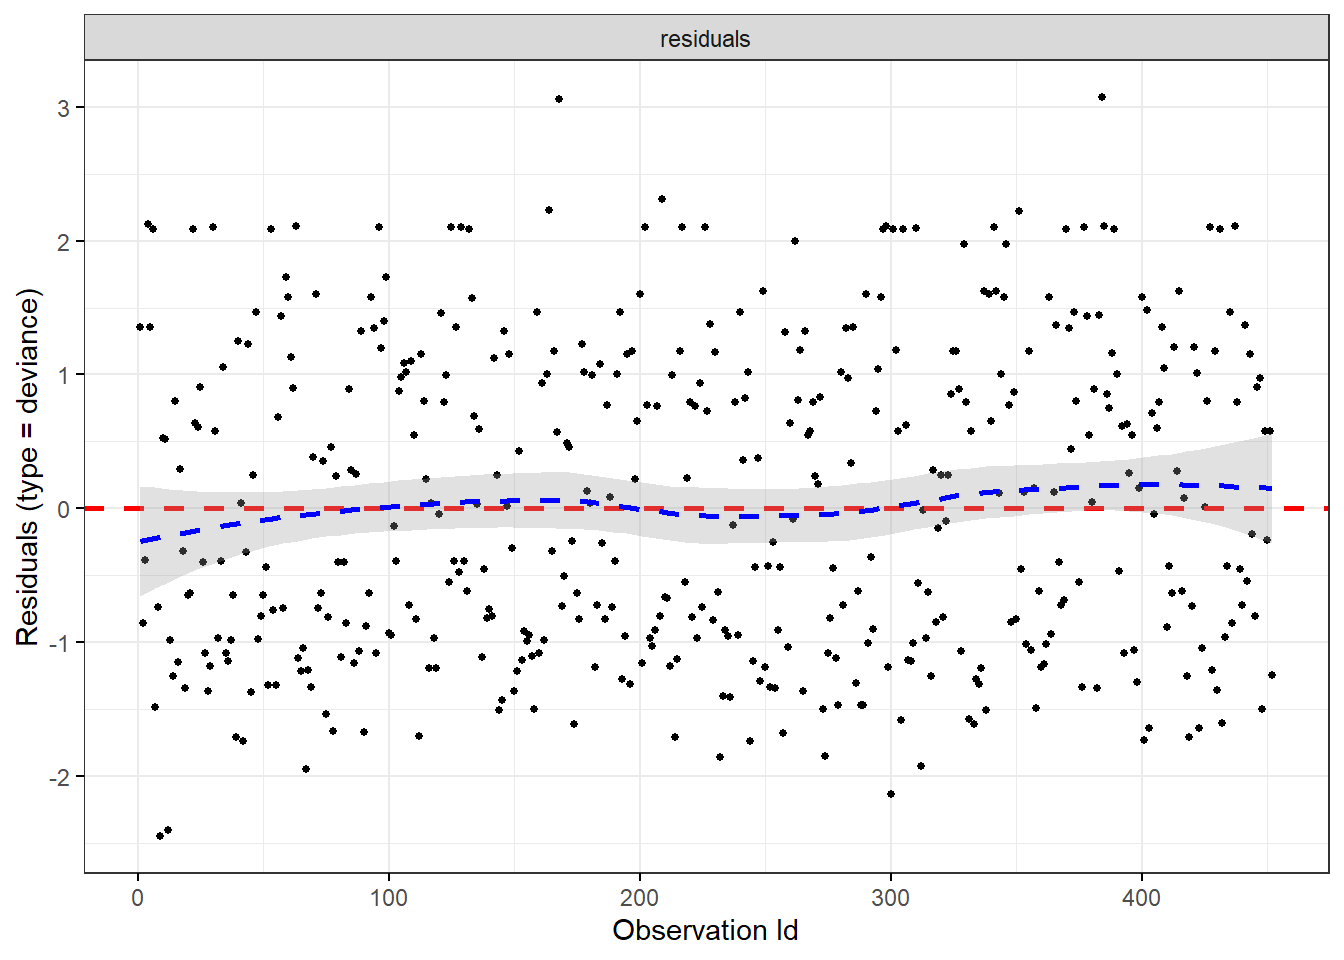 residuals
Residuals (type = deviance)
3
2
1
0
-1
-2
0 100 200 300 400
Observation Id